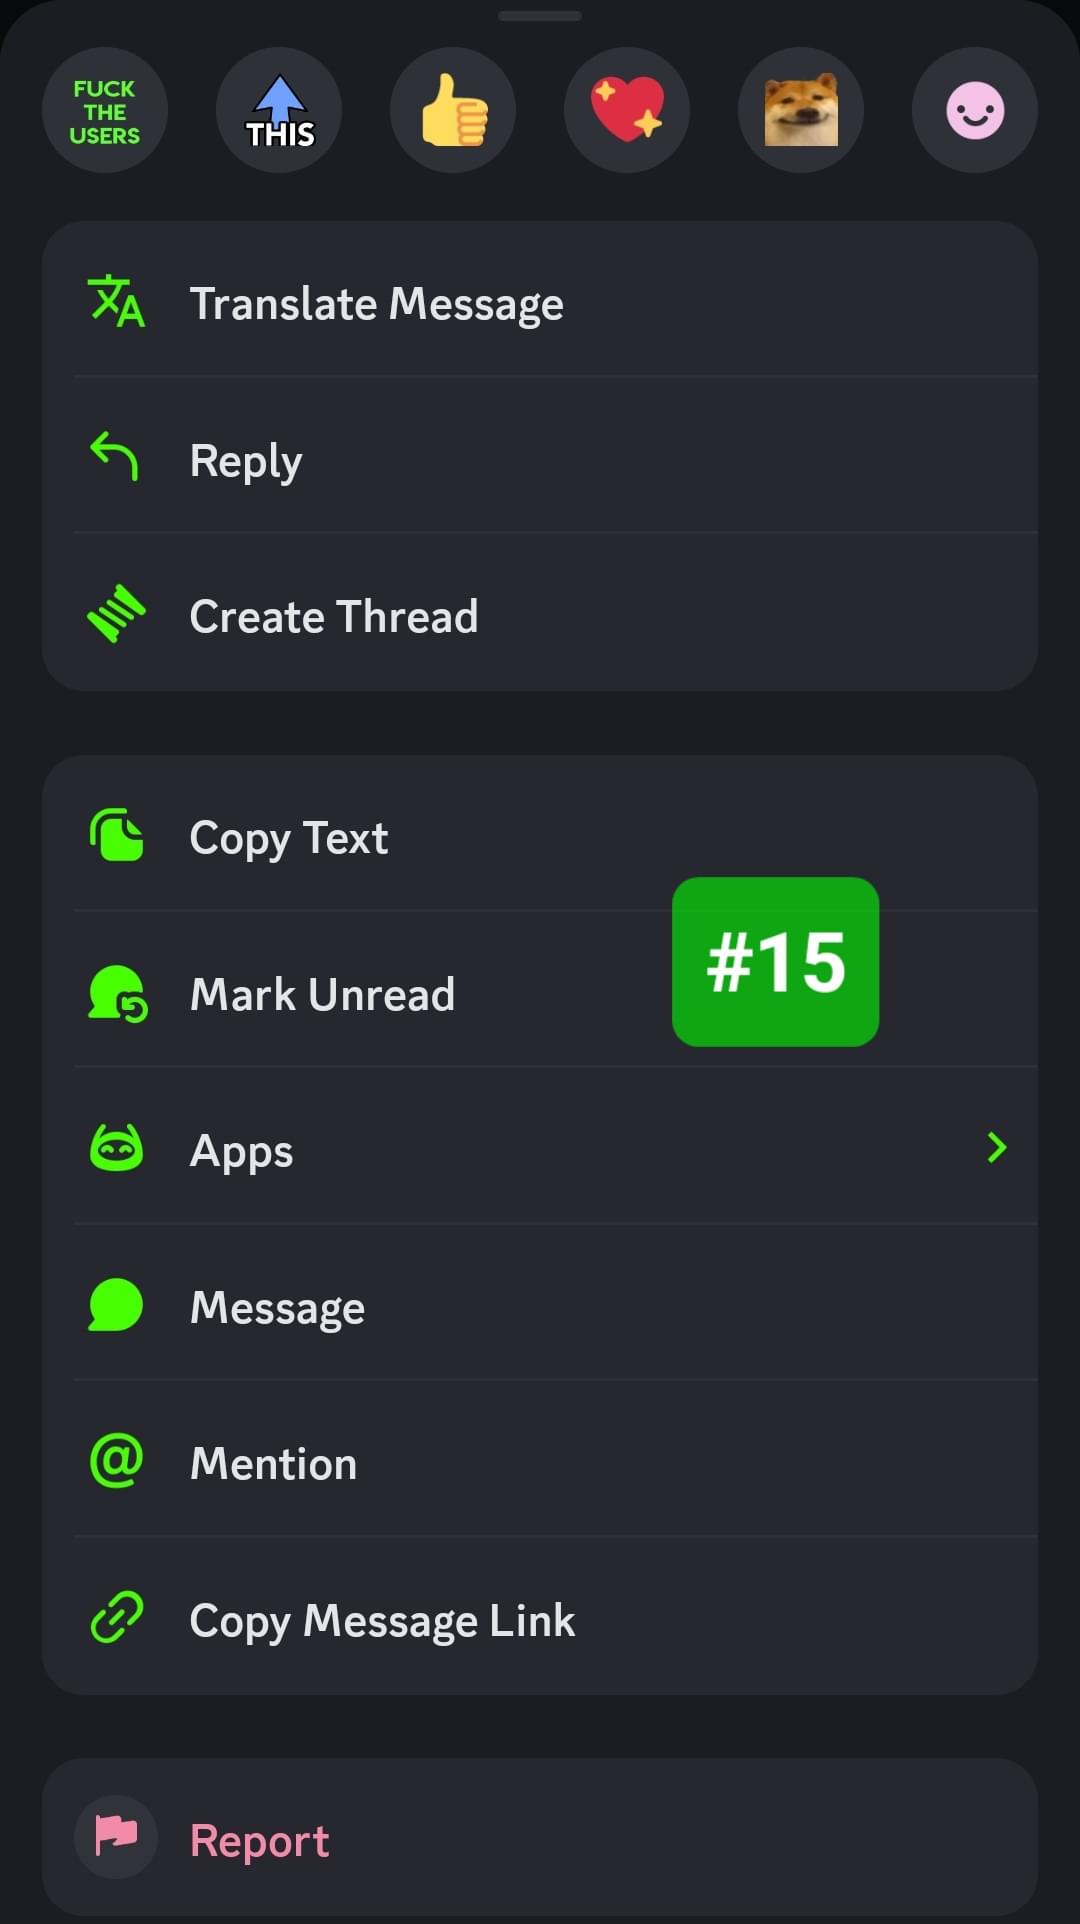 FUCK
THE
USERS
THIS
Translate Message
Reply
Create Thread
Copy Text
#15
Mark Unread
Apps
Message
Mention
Copy Message Link
Report